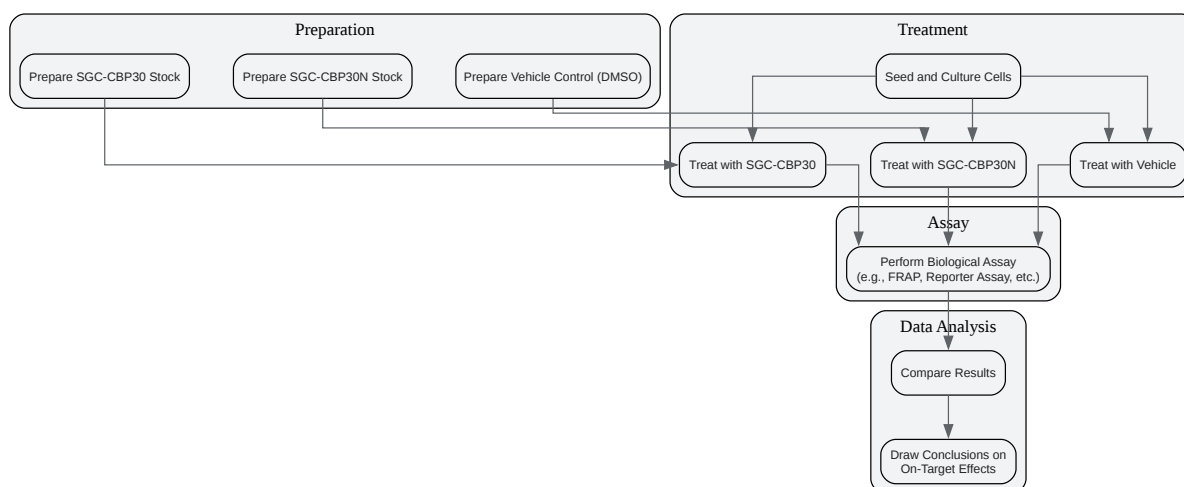 Preparation
Treatment
Prepare SGC-CBP30 Stock
Prepare SGC-CBP30N Stock
Prepare Vehicle Control (DMSO)
Seed and Culture Cells
Treat with SGC-CBP30
Treat with SGC-CBP30N
Treat with Vehicle
Assay
Perform Biological Assay
(e.g., FRAP, Reporter Assay, etc.)
Data Analysis
Compare Results
Draw Conclusions on
On-Target Effects